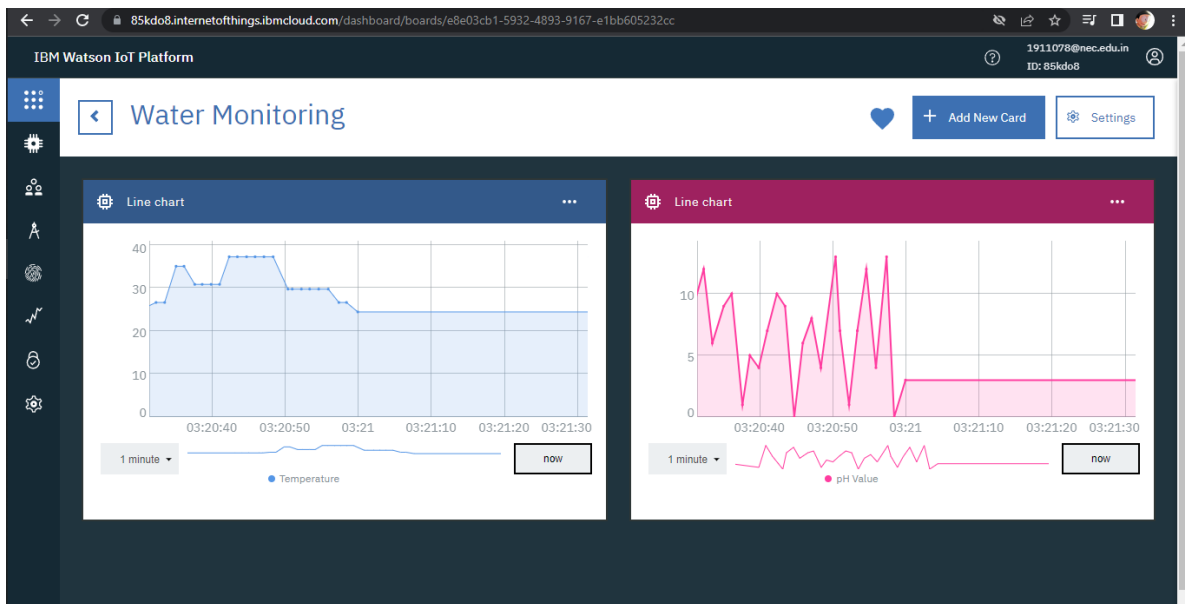 85kdo8.internetofthings.ibmcloud.com/dashboard/boards/e8e03cb1-5932-4893-9167-e1bb605232cc
IBM Watson IoT Platform
1911078@nec.edu.in
ID: 85kdo8
Water Monitoring
+ Add New Card
Settings
Line chart
40
30
20
10
0
03:20:40 03:20:50 03:21 03:21:10 03:21:20 03:21:30
1 minute
now
Temperature
Line chart
10
5
0
03:20:40 03:20:50 03:21 03:21:10 03:21:20 03:21:30
1 minute
now
pH Value